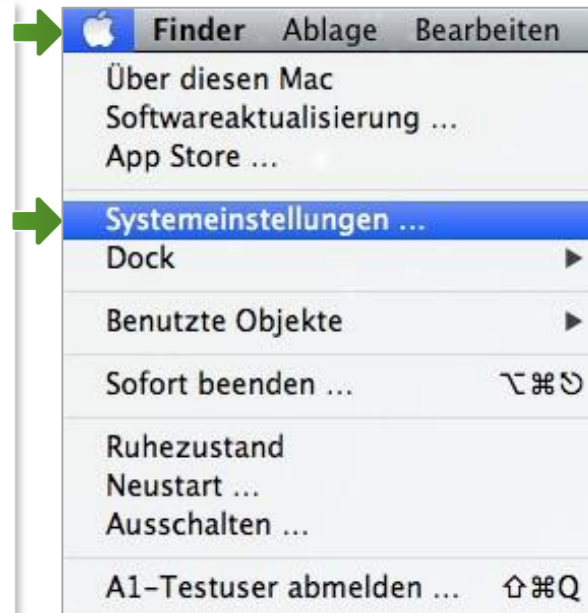 Finder Ablage Bearbeiten
Über diesen Mac
Softwareaktualisierung ...
App Store ...
Systemeinstellungen ...
Dock ▶
Benutzte Objekte ▶
Sofort beenden ... ⌥⌘⎋
Ruhezustand
Neustart ...
Ausschalten ...
A1-Testuser abmelden ... ⇧⌘Q